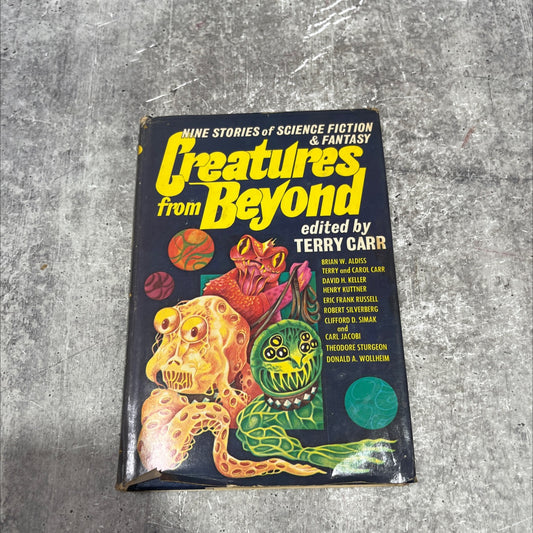 NINE STORIES of SCIENCE FICTION
& FANTASY
Creatures
from Beyond
edited by
TERRY CARR
BRIAN W. ALDISS
TERRY and CAROL CARR
DAVID H. KELLER
HENRY KUTTNER
ERIC FRANK RUSSELL
ROBERT SILVERBERG
CLIFFORD D. SIMAK
and
CARL JACOBI
THEODORE STURGEON
DONALD A. WOLLHEIM